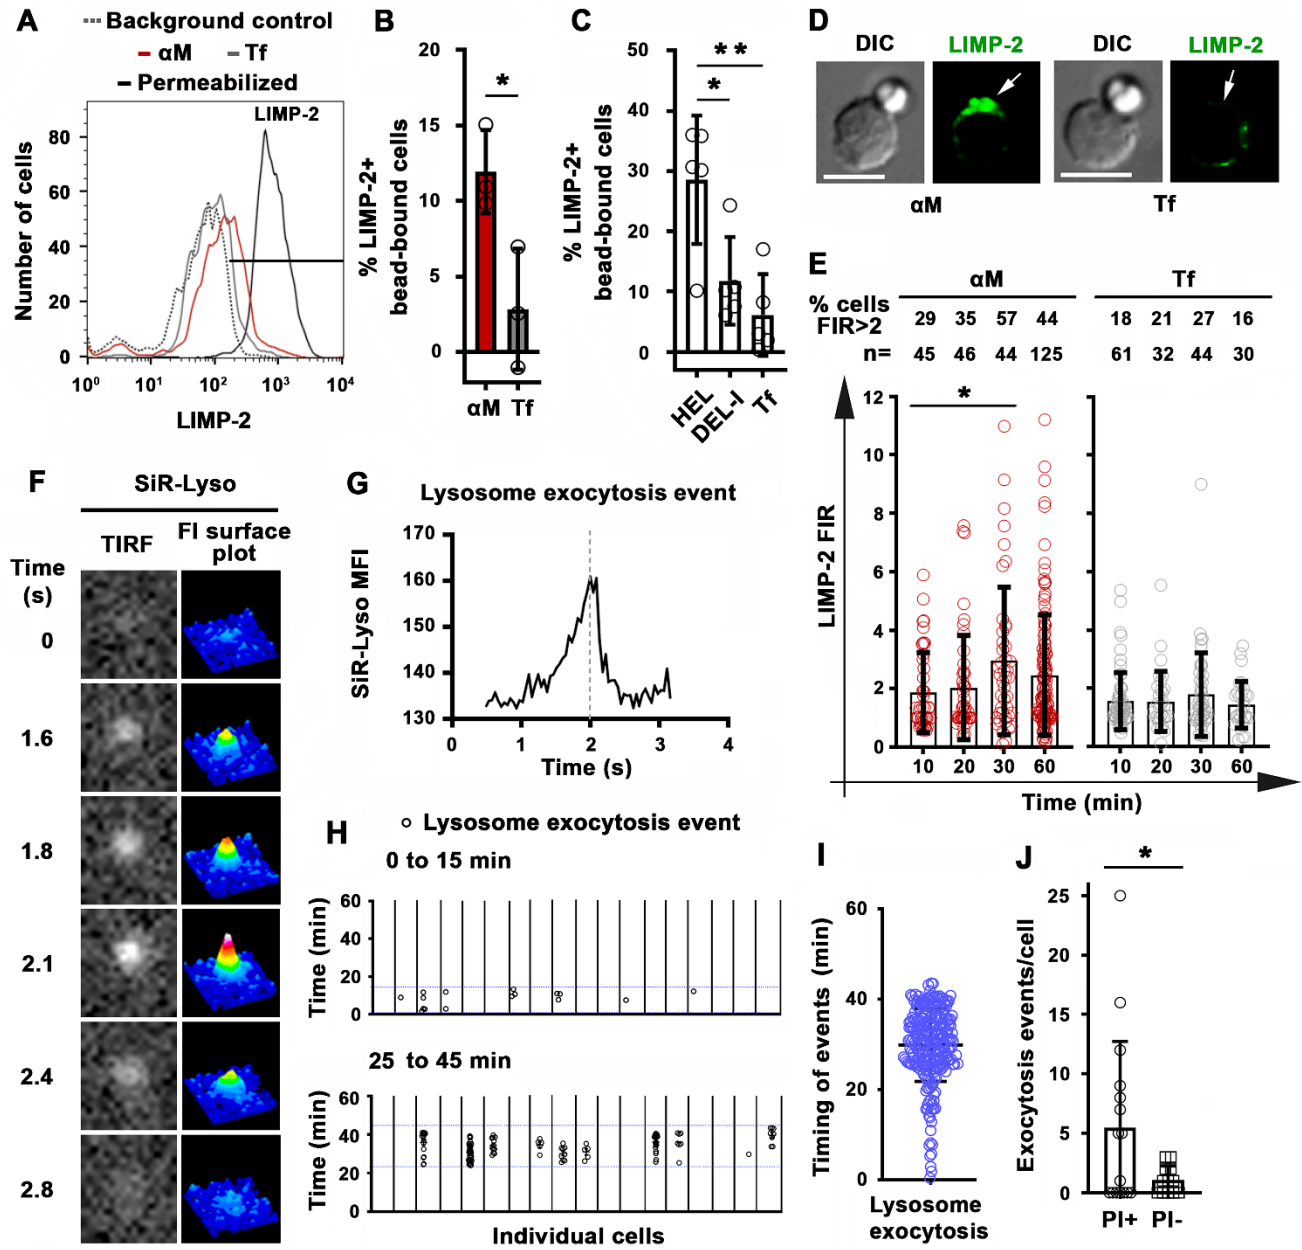 A
Background control
αM Tf
Permeabilized
LIMP-2
Number of cells
80
60
40
20
0
10⁰ 10¹ 10² 10³ 10⁴
LIMP-2
B
% LIMP-2+
bead-bound cells
20
15
10
5
0
*
αM Tf
C
% LIMP-2+
bead-bound cells
50
40
30
20
10
0
**
*
HEL
DEL-I
Tf
D
DIC LIMP-2 DIC LIMP-2
αM Tf
E
αM Tf
% cells
FIR>2
29 35 57 44 18 21 27 16
n= 45 46 44 125 61 32 44 30
LIMP-2 FIR
12
10
8
6
4
2
0
*
10 20 30 60 10 20 30 60
Time (min)
F
SiR-Lyso
TIRF FI surface
plot
Time
(s)
0
1.6
1.8
2.1
2.4
2.8
G
Lysosome exocytosis event
SiR-Lyso MFI
170
160
150
140
130
0 1 2 3 4
Time (s)
H
Lysosome exocytosis event
0 to 15 min
Time (min)
60
40
20
0
25 to 45 min
Time (min)
60
40
20
0
Individual cells
I
Timing of events (min)
60
40
20
0
Lysosome
exocytosis
J
Exocytosis events/cell
25
20
15
10
5
0
*
PI+ PI-